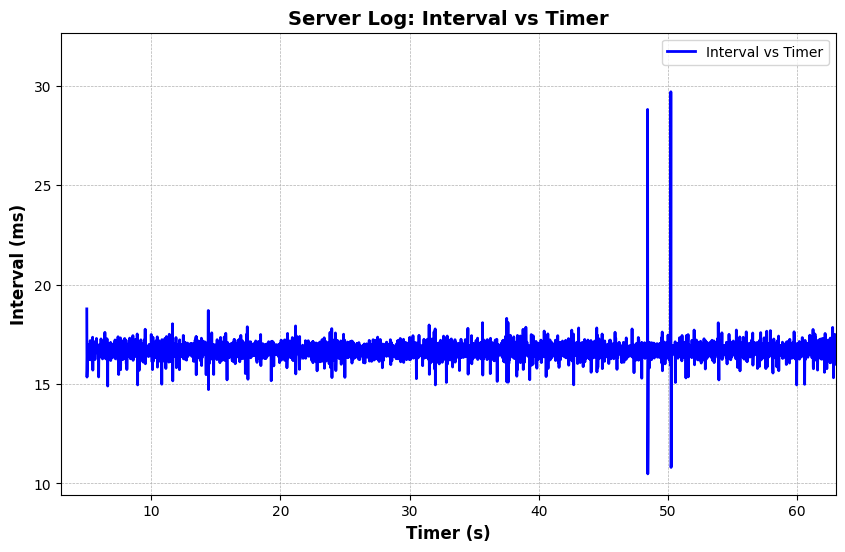 Server Log: Interval vs Timer
Interval vs Timer
30
25
20
15
10
Interval (ms)
10 20 30 40 50 60
Timer (s)